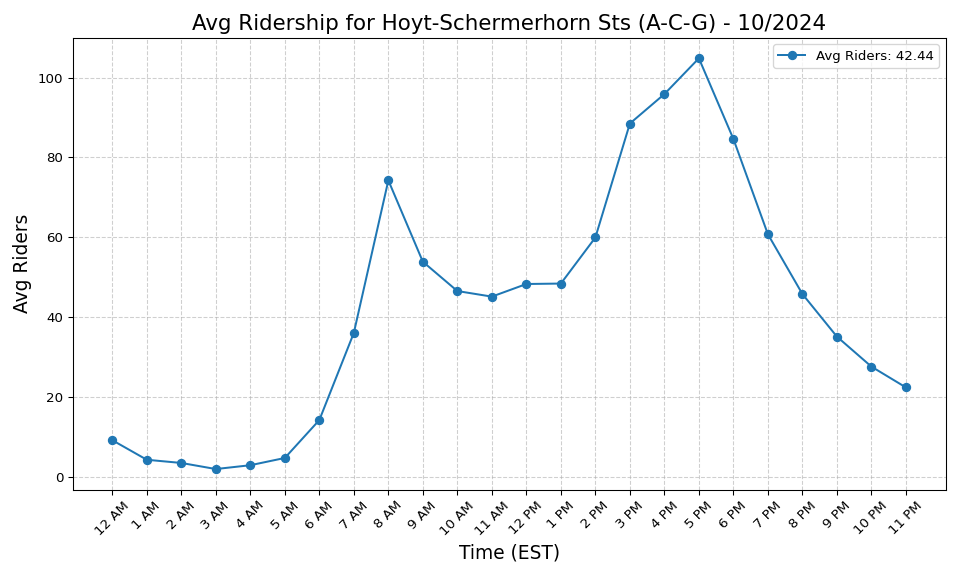 Avg Ridership for Hoyt-Schermerhorn Sts (A-C-G) - 10/2024
Avg Riders: 42.44
Avg Riders
100
80
60
40
20
0
12 AM
1 AM
2 AM
3 AM
4 AM
5 AM
6 AM
7 AM
8 AM
9 AM
10 AM
11 AM
12 PM
1 PM
2 PM
3 PM
4 PM
5 PM
6 PM
7 PM
8 PM
9 PM
10 PM
11 PM
Time (EST)